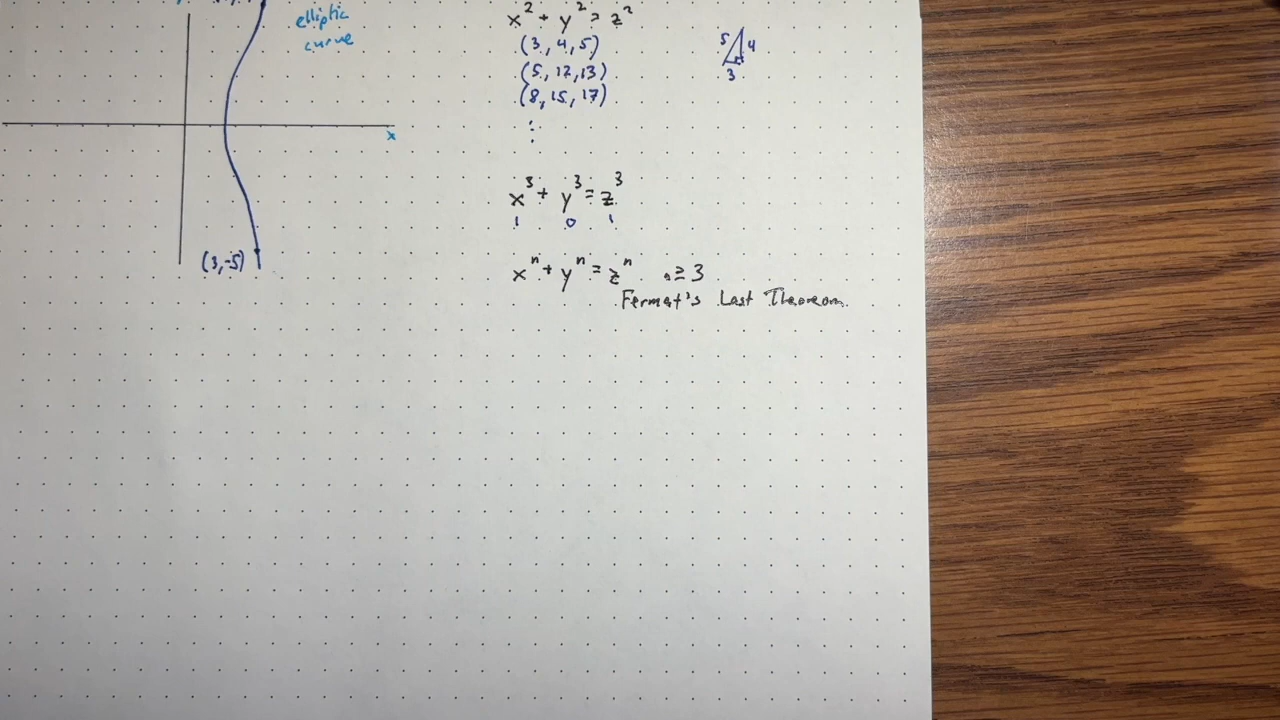 elliptic
curve
x
(3,-5)
x² + y² = z²
(3, 4, 5)
(5, 12, 13)
(8, 15, 17)
⋮
5
4
3
x³ + y³ = z³
1 0 1
xⁿ + yⁿ = zⁿ n ≥ 3
Fermat's Last Theorem